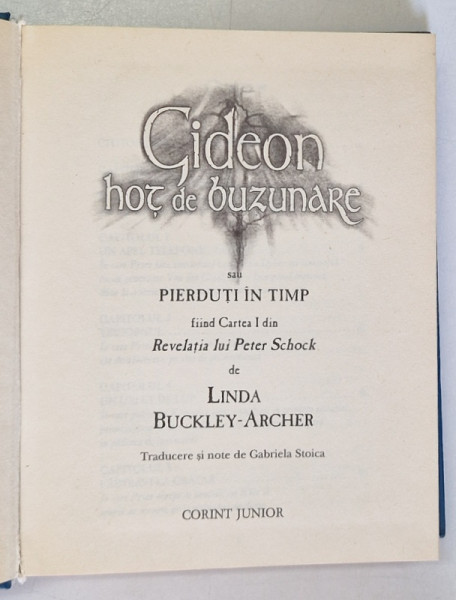 Gideon
hoț de buzunare
sau
PIERDUȚI ÎN TIMP
fiind Cartea I din
Revelația lui Peter Schock
de
LINDA
BUCKLEY-ARCHER
Traducere și note de Gabriela Stoica
CORINT JUNIOR